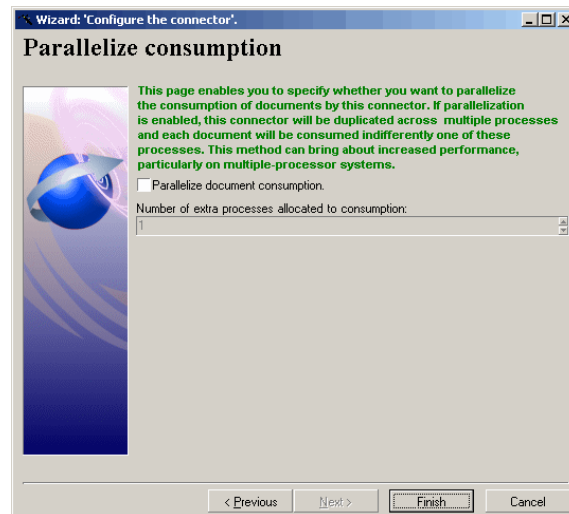 Wizard: 'Configure the connector'.
Parallelize consumption
This page enables you to specify whether you want to parallelize
the consumption of documents by this connector. If parallelization
is enabled, this connector will be duplicated across multiple processes
and each document will be consumed indifferently one of these
processes. This method can bring about increased performance,
particularly on multiple-processor systems.
Parallelize document consumption.
Number of extra processes allocated to consumption:
1
< Previous Next > Finish Cancel